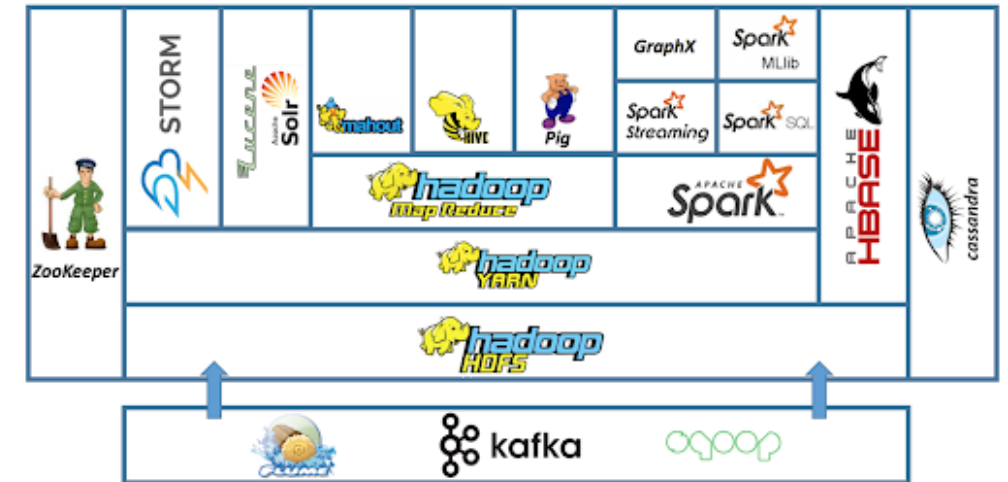 ZooKeeper
STORM
Lucene
Apache
Solr
mahout
HIVE
Pig
GraphX
Spark
MLlib
Spark
Streaming
Spark SQL
hadoop
Map Reduce
APACHE
Spark™
APACHE
HBASE
cassandra
hadoop
YARN
hadoop
HDFS
FLUME
kafka
sqoop